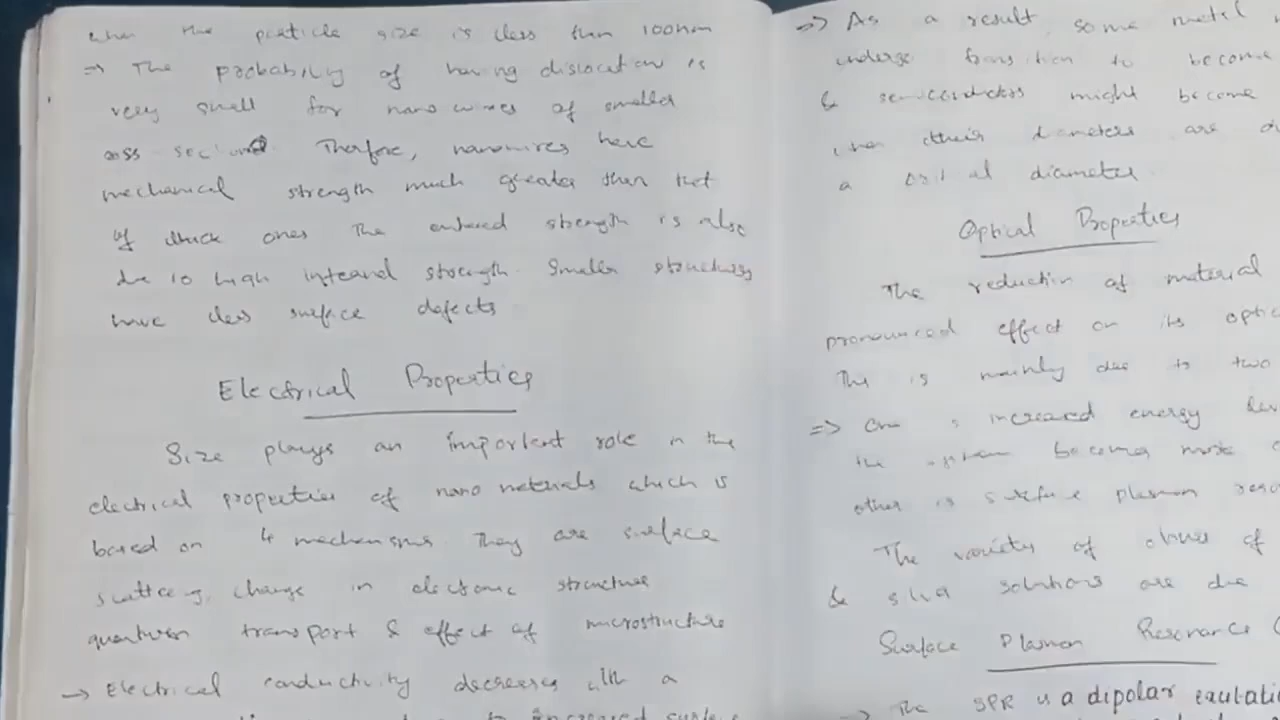 when the particle size is less than 100nm
=> The probability of having dislocation is
very small for nano wires of smaller
section. Therfore, nanowires have
mechanical strength much greater than that
of thick ones The strength is also
due to high strength. Smaller structures
have less surface defects
Electrical Properties
Size plays an important role in the
electrical properties of nano materials which is
based on 4 mechanisms. They are surface
scattering, change in electronic structure
quantum transport & effect of microstructure
-> Electrical conductivity decreases with a
to increased surface
=> As a result some metal
undergo transition to become
& semiconductors might become
when their diameters are
a diameter
Optical Properties
The reduction of material
pronounced effect on its
This is mainly due to two
=> One is increased energy
the system becomes more
other is surface plasmon
The variety of colours of
& solutions are due
Surface Plasmon Resonance (
-> The SPR is a dipolar